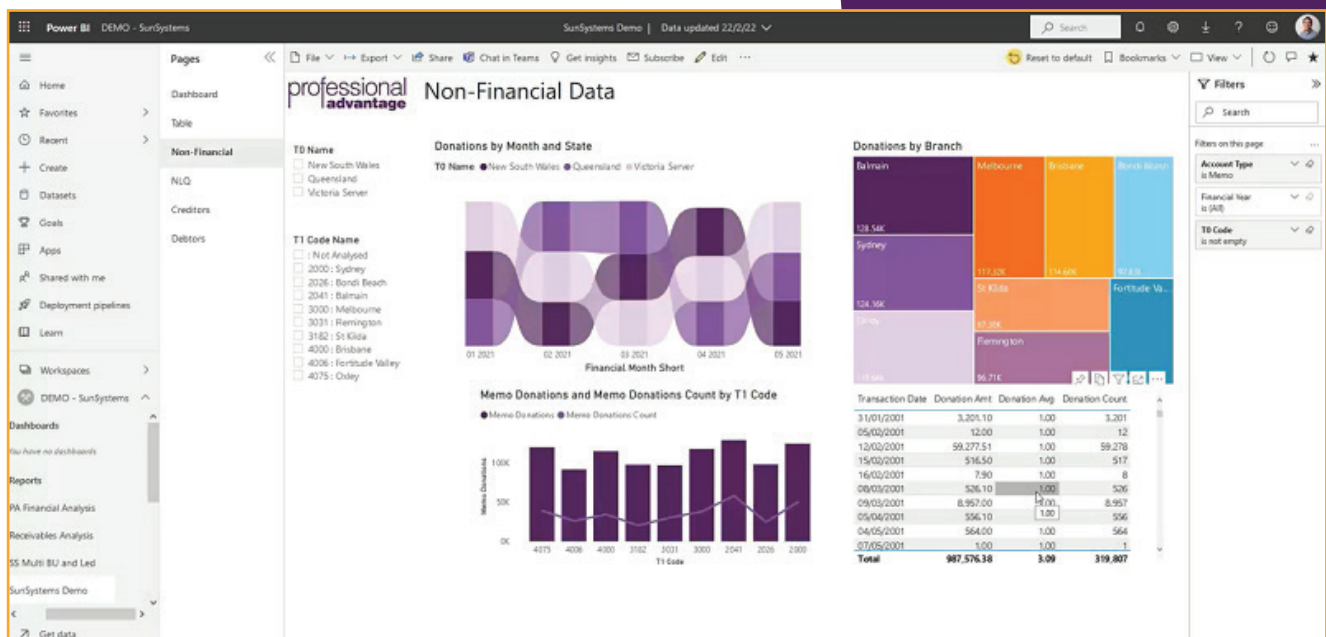 Power BI DEMO - SunSystems
SunSystems Demo | Data updated 22/2/22
Search
Home
Favorites
Recent
Create
Datasets
Goals
Apps
Shared with me
Deployment pipelines
Learn
Workspaces
DEMO - SunSystems
Dashboards
You have no dashboards
Reports
PA Financial Analysis
Receivables Analysis
SS Multi BU and Led
SunSystems Demo
Get data
Pages
Dashboard
Table
Non-Financial
NLQ
Creditors
Debtors
File Export Share Chat in Teams Get insights Subscribe Edit ...
Reset to default Bookmarks View
professional
advantage
Non-Financial Data
T0 Name
New South Wales
Queensland
Victoria Server
T1 Code Name
: Not Analysed
2000 : Sydney
2026 : Bondi Beach
2041 : Balmain
3000 : Melbourne
3031 : Flemington
3182 : St Kilda
4000 : Brisbane
4006 : Fortitude Valley
4075 : Oxley
Donations by Month and State
T0 Name New South Wales Queensland Victoria Server
01 2021 02 2021 03 2021 04 2021 05 2021
Financial Month Short
Memo Donations and Memo Donations Count by T1 Code
Memo Donations Memo Donations Count
Memo Donations
100K
50K
0K
4075 4006 4000 3182 3031 3000 2041 2026 2000
T1 Code
Donations by Branch
Balmain
128.54K
Sydney
124.36K
Oxley
Melbourne
117.32K
Brisbane
114.60K
Bondi Beach
St Kilda
97.30K
Flemington
96.71K
Fortitude Va...
Transaction Date Donation Amt Donation Avg Donation Count
31/01/2001 3,201.10 1.00 3,201
05/02/2001 12.00 1.00 12
12/02/2001 59,277.51 1.00 59,278
15/02/2001 516.50 1.00 517
16/02/2001 7.90 1.00 8
08/03/2001 526.10 1.00 526
09/03/2001 8,957.00 1.00 8,957
1.00
05/04/2001 556.10 556
04/05/2001 564.00 1.00 564
07/05/2001 1.00 1.00 1
Total 987,576.38 3.09 319,807
Filters
Search
Filters on this page ...
Account Type
is Memo
Financial Year
is (All)
T0 Code
is not empty